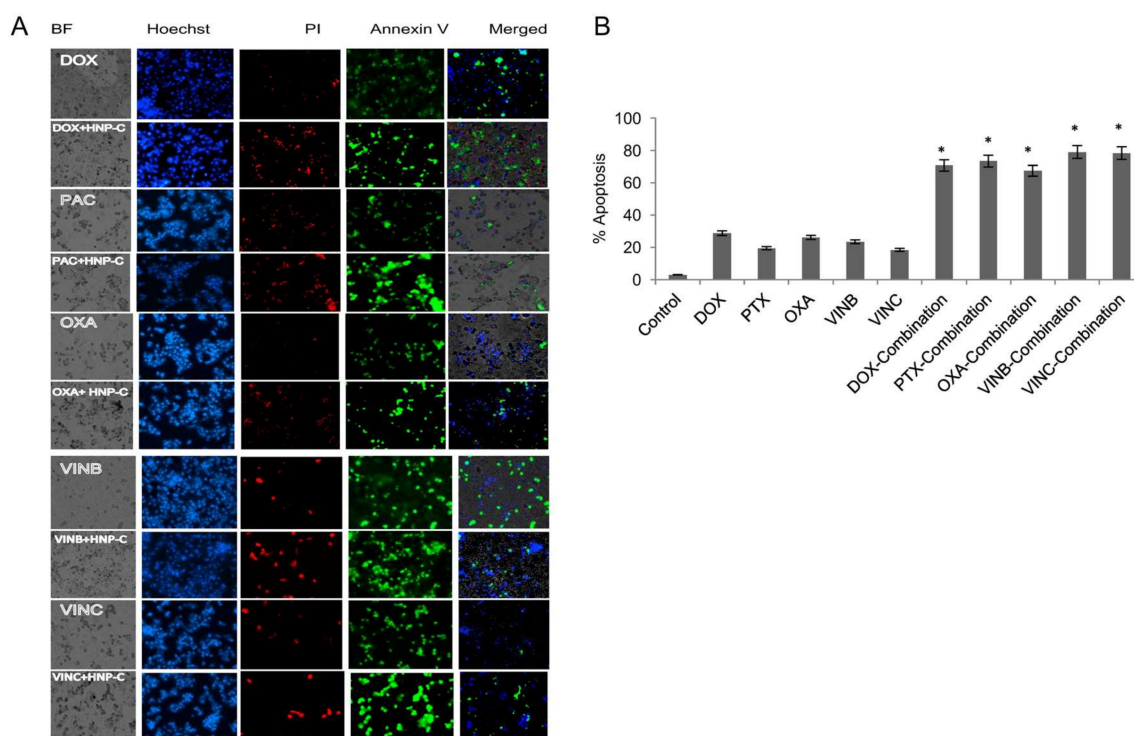 A
BF Hoechst PI Annexin V Merged
DOX
DOX+HNP-C
PAC
PAC+HNP-C
OXA
OXA+ HNP-C
VINB
VINB+HNP-C
VINC
VINC+HNP-C
B
% Apoptosis
100
80
60
40
20
0
* * * * *
Control DOX PTX OXA VINB VINC DOX-Combination PTX-Combination OXA-Combination VINB-Combination VINC-Combination